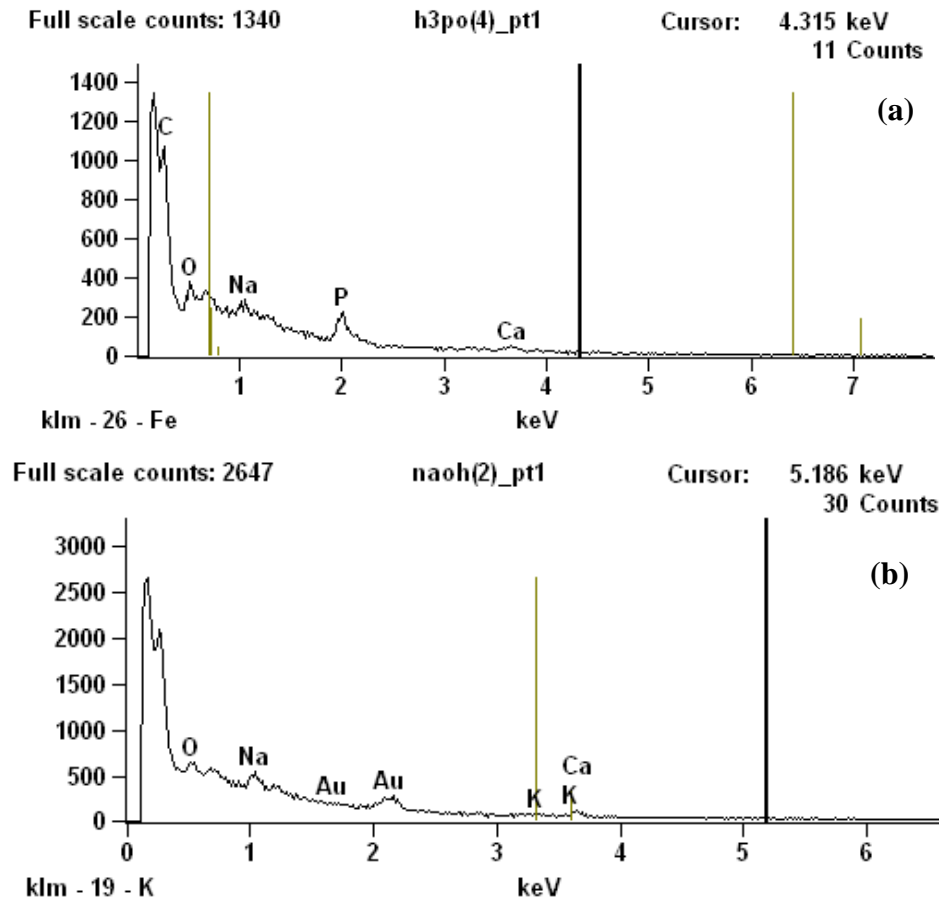 Full scale counts: 1340 h3po(4)_pt1 Cursor: 4.315 keV
11 Counts
(a)
1400
1200
1000
800
600
400
200
0
C
O
Na
P
Ca
1 2 3 4 5 6 7
klm - 26 - Fe keV
Full scale counts: 2647 naoh(2)_pt1 Cursor: 5.186 keV
30 Counts
(b)
3000
2500
2000
1500
1000
500
0
O
Na
Au
Au
K
Ca
K
0 1 2 3 4 5 6
klm - 19 - K keV